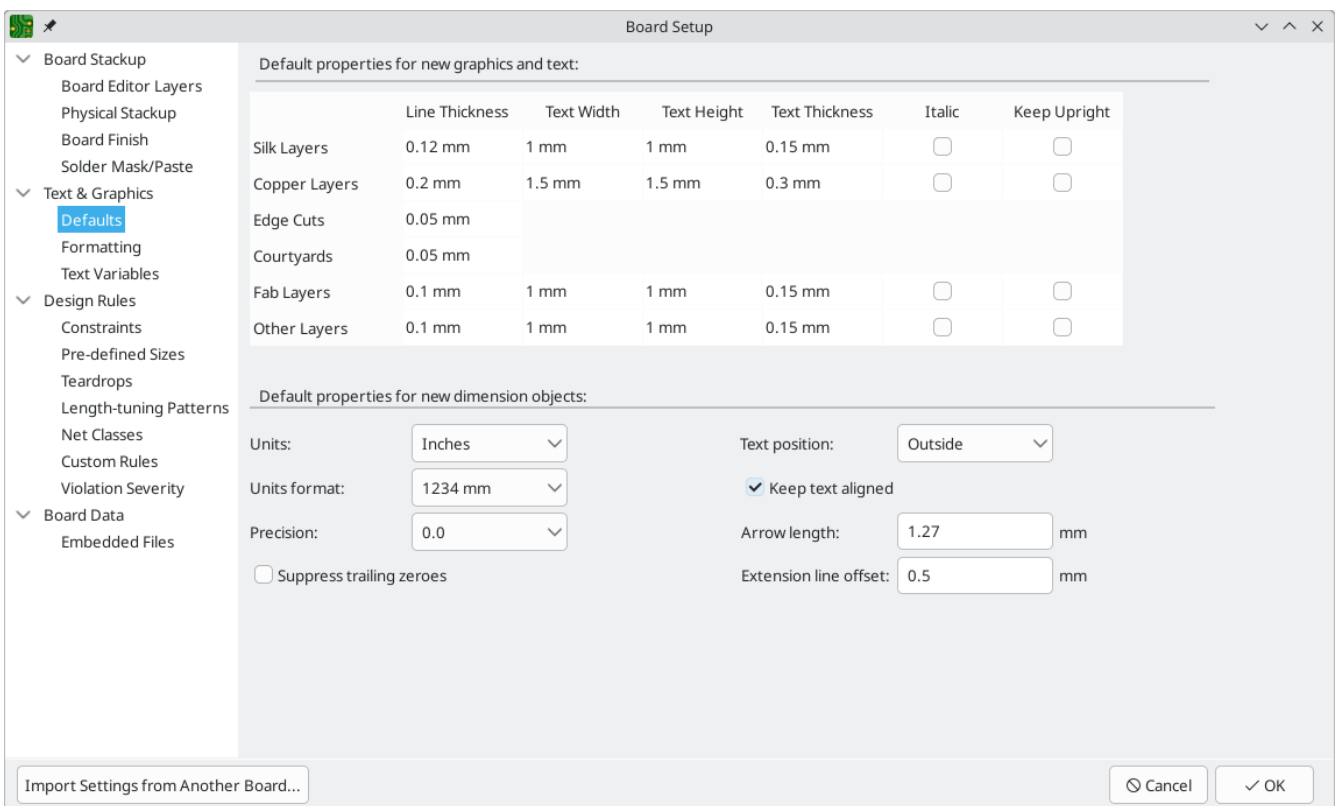 Board Setup
Board Stackup
Board Editor Layers
Physical Stackup
Board Finish
Solder Mask/Paste
Text & Graphics
Defaults
Formatting
Text Variables
Design Rules
Constraints
Pre-defined Sizes
Teardrops
Length-tuning Patterns
Net Classes
Custom Rules
Violation Severity
Board Data
Embedded Files
Default properties for new graphics and text:
Line Thickness Text Width Text Height Text Thickness Italic Keep Upright
Silk Layers 0.12 mm 1 mm 1 mm 0.15 mm
Copper Layers 0.2 mm 1.5 mm 1.5 mm 0.3 mm
Edge Cuts 0.05 mm
Courtyards 0.05 mm
Fab Layers 0.1 mm 1 mm 1 mm 0.15 mm
Other Layers 0.1 mm 1 mm 1 mm 0.15 mm
Default properties for new dimension objects:
Units: Inches Text position: Outside
Units format: 1234 mm Keep text aligned
Precision: 0.0 Arrow length: 1.27 mm
Suppress trailing zeroes Extension line offset: 0.5 mm
Import Settings from Another Board... Cancel OK